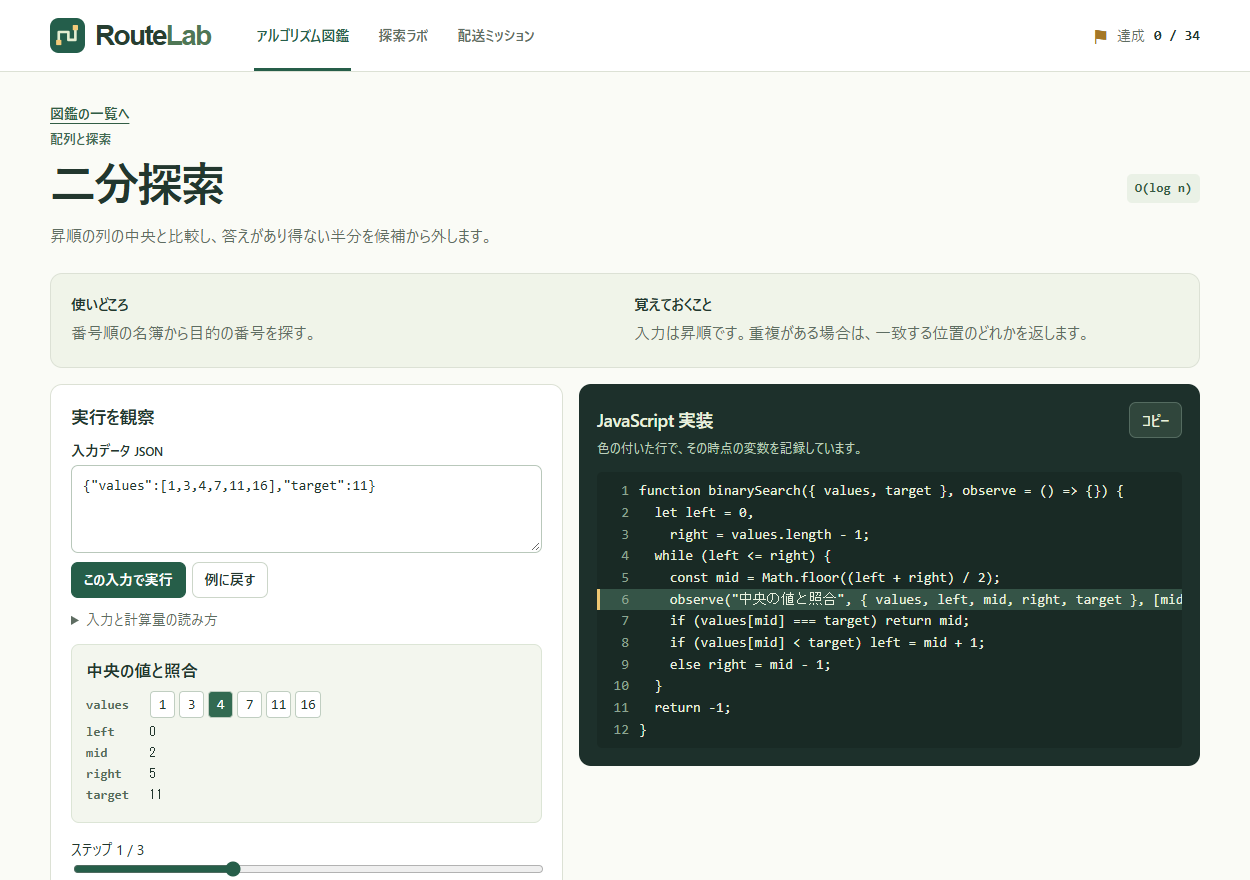 RouteLab
アルゴリズム図鑑
探索ラボ
配送ミッション
達成 0 / 34
図鑑の一覧へ
配列と探索
二分探索
O(log n)
昇順の列の中央と比較し、答えがあり得ない半分を候補から外します。
使いどころ
番号順の名簿から目的の番号を探す。
覚えておくこと
入力は昇順です。重複がある場合は、一致する位置のどれかを返します。
実行を観察
入力データ JSON
{"values":[1,3,4,7,11,16],"target":11}
この入力で実行
例に戻す
▶ 入力と計算量の読み方
中央の値と照合
values 1 3 4 7 11 16
left 0
mid 2
right 5
target 11
ステップ 1 / 3
JavaScript 実装
コピー
色の付いた行で、その時点の変数を記録しています。
1 function binarySearch({ values, target }, observe = () => {}) {
2 let left = 0,
3 right = values.length - 1;
4 while (left <= right) {
5 const mid = Math.floor((left + right) / 2);
6 observe("中央の値と照合", { values, left, mid, right, target }, [mid
7 if (values[mid] === target) return mid;
8 if (values[mid] < target) left = mid + 1;
9 else right = mid - 1;
10 }
11 return -1;
12 }